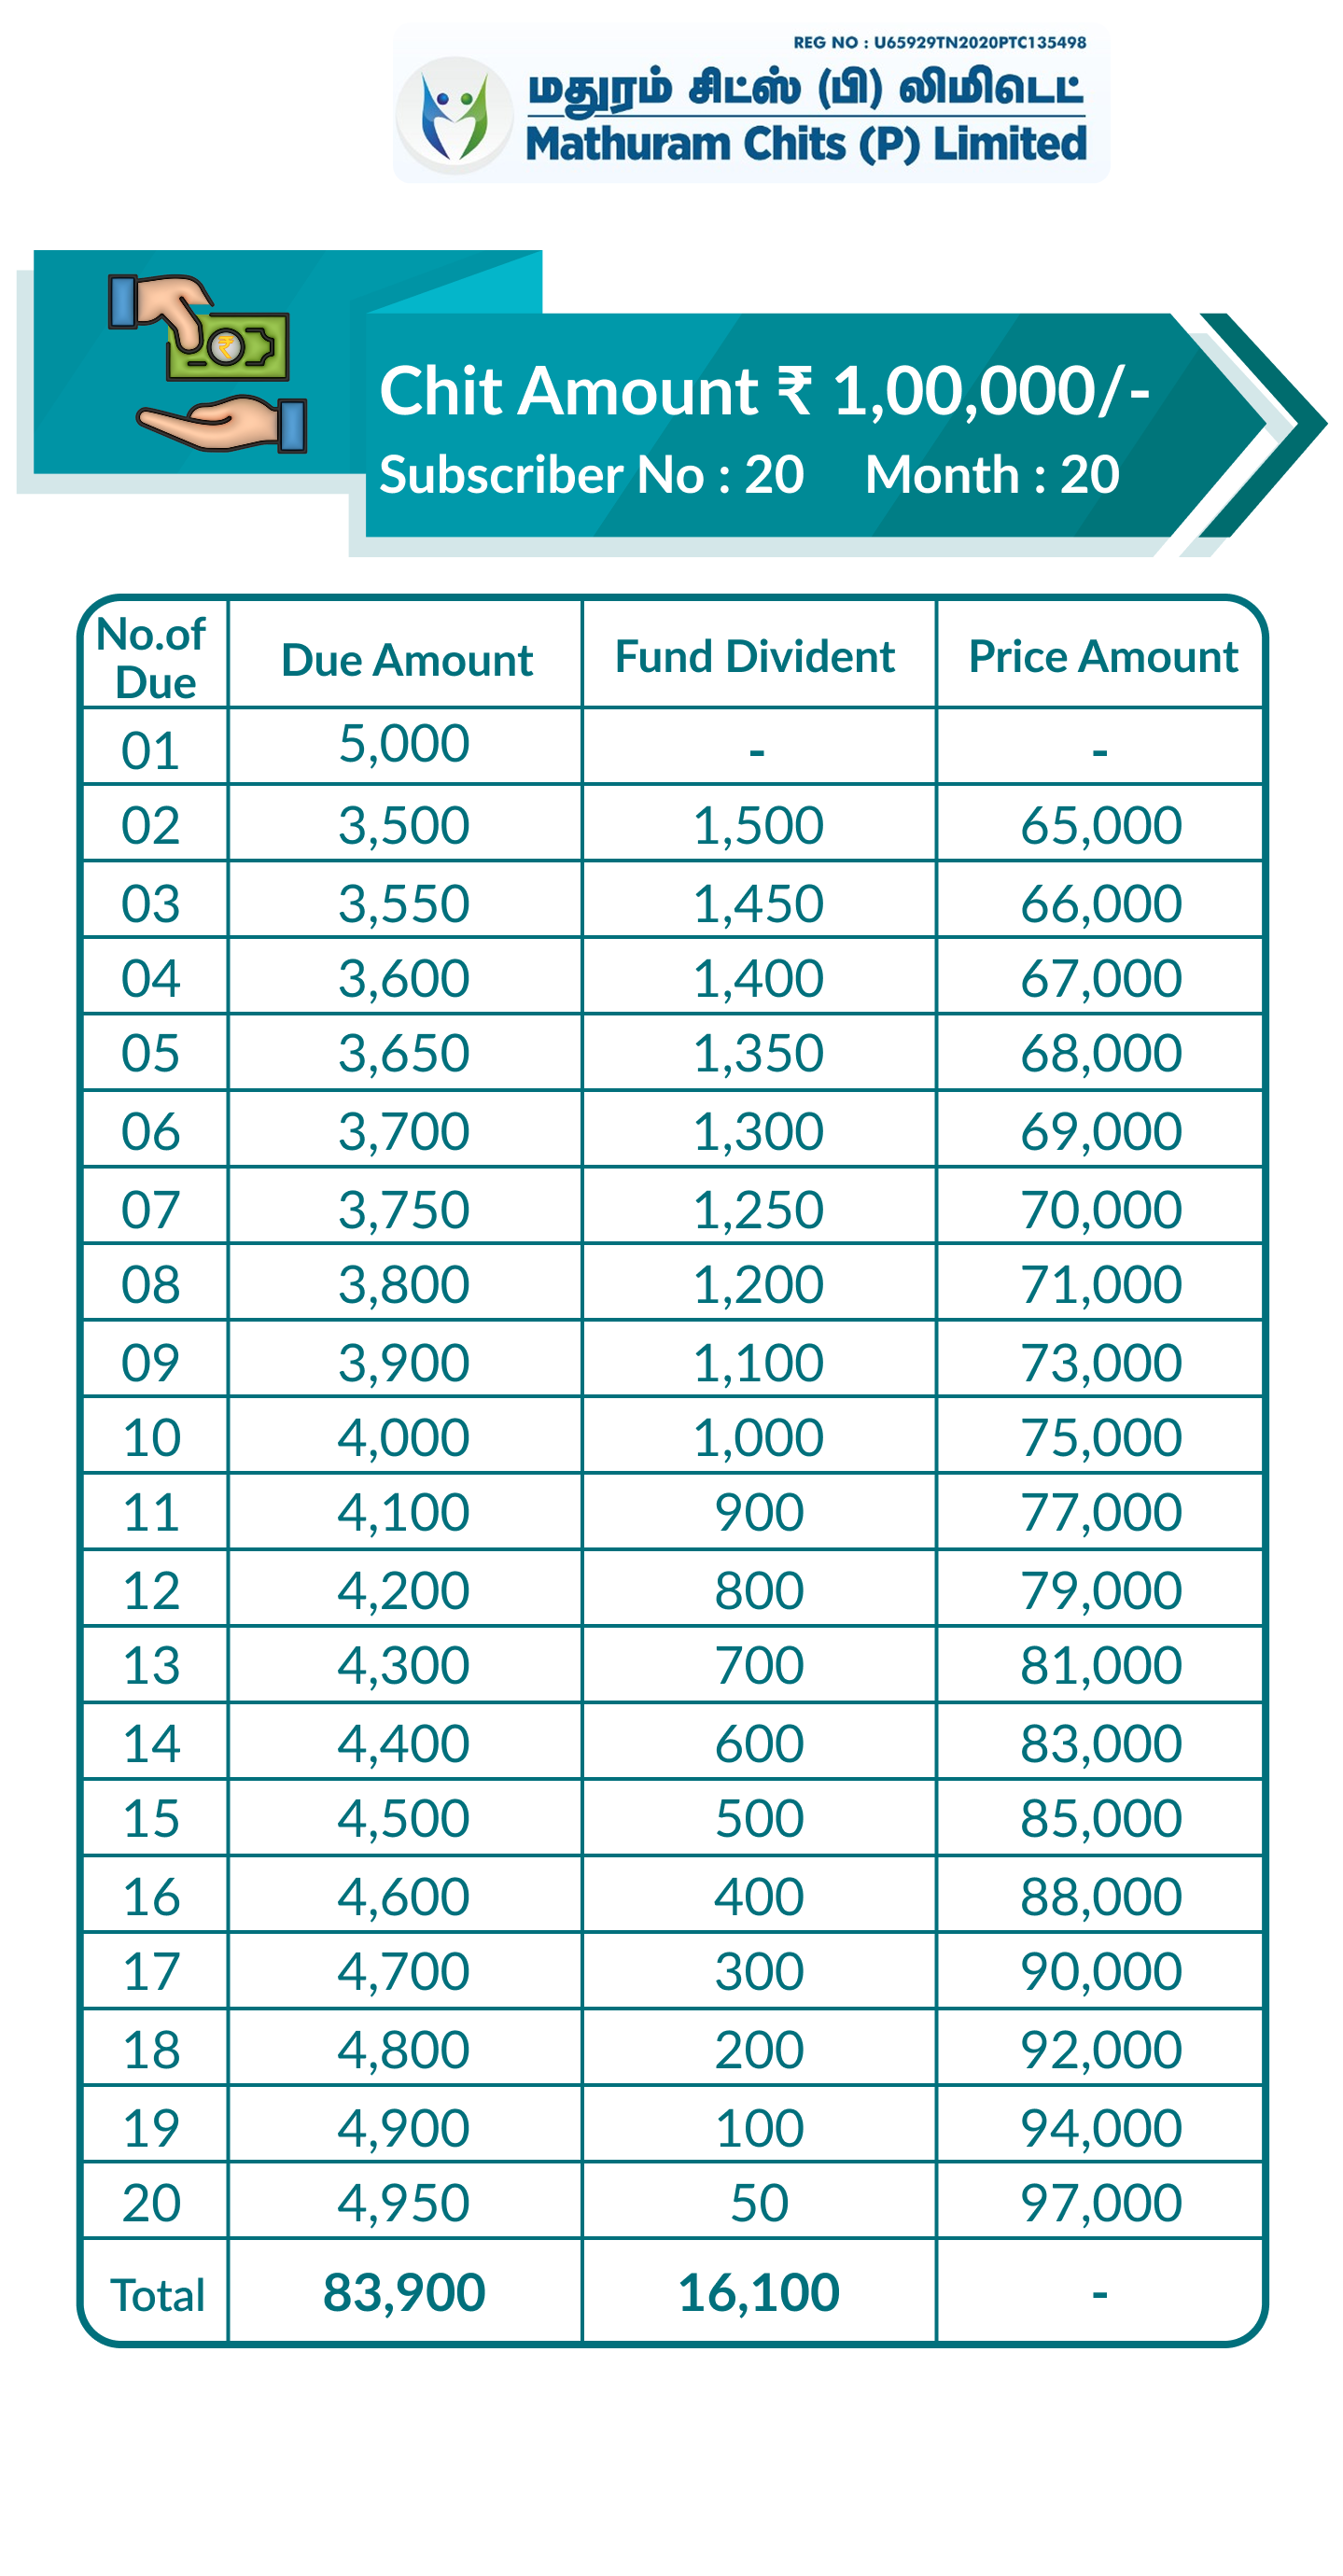 REG NO : U65929TN2020PTC135498
மதுரம் சிட்ஸ் (பி) லிமிடெட்
Mathuram Chits (P) Limited
Chit Amount ₹ 1,00,000/-
Subscriber No : 20 Month : 20
No.of Due Due Amount Fund Divident Price Amount
01 5,000 - -
02 3,500 1,500 65,000
03 3,550 1,450 66,000
04 3,600 1,400 67,000
05 3,650 1,350 68,000
06 3,700 1,300 69,000
07 3,750 1,250 70,000
08 3,800 1,200 71,000
09 3,900 1,100 73,000
10 4,000 1,000 75,000
11 4,100 900 77,000
12 4,200 800 79,000
13 4,300 700 81,000
14 4,400 600 83,000
15 4,500 500 85,000
16 4,600 400 88,000
17 4,700 300 90,000
18 4,800 200 92,000
19 4,900 100 94,000
20 4,950 50 97,000
Total 83,900 16,100 -